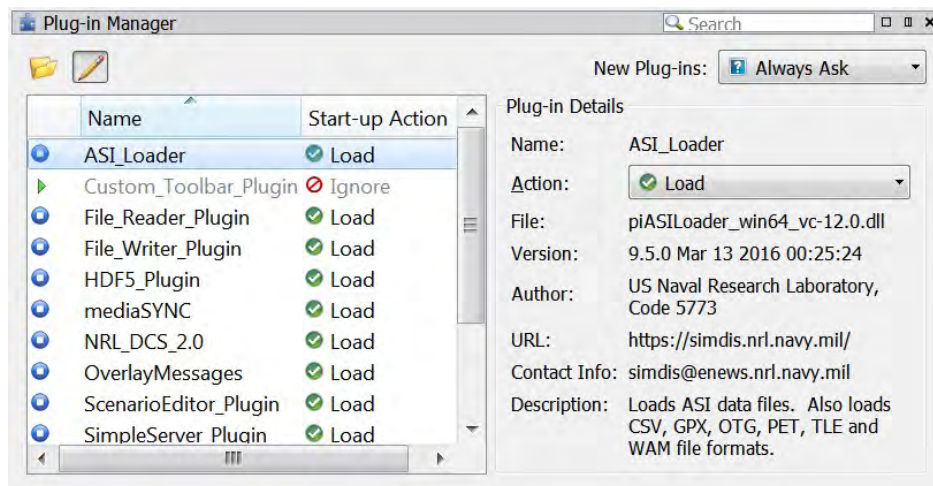 Plug-in Manager
Search
New Plug-ins: Always Ask
Name Start-up Action
ASI_Loader Load
Custom_Toolbar_Plugin Ignore
File_Reader_Plugin Load
File_Writer_Plugin Load
HDF5_Plugin Load
mediaSYNC Load
NRL_DCS_2.0 Load
OverlayMessages Load
ScenarioEditor_Plugin Load
SimpleServer_Plugin Load
Plug-in Details
Name: ASI_Loader
Action: Load
File: piASILoader_win64_vc-12.0.dll
Version: 9.5.0 Mar 13 2016 00:25:24
Author: US Naval Research Laboratory,
Code 5773
URL: https://simdis.nrl.navy.mil/
Contact Info: simdis@enews.nrl.navy.mil
Description: Loads ASI data files. Also loads
CSV, GPX, OTG, PET, TLE and
WAM file formats.